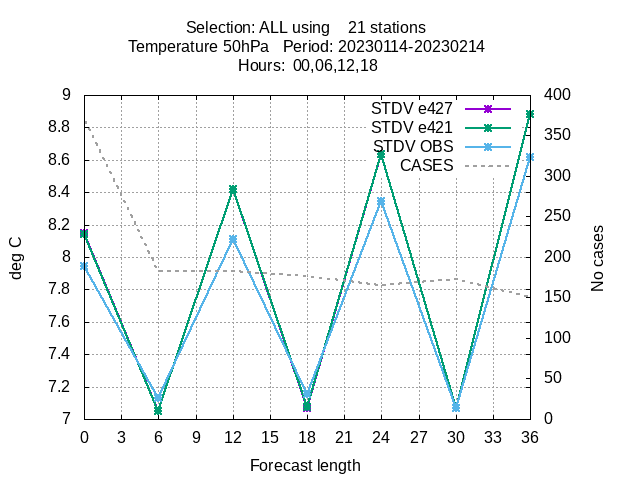 Selection: ALL using    21 stations
Temperature 50hPa   Period: 20230114-20230214
Hours:  00,06,12,18
STDV e427
STDV e421
STDV OBS
CASES
deg C
9
8.8
8.6
8.4
8.2
8
7.8
7.6
7.4
7.2
7
No cases
400
350
300
250
200
150
100
50
0
0 3 6 9 12 15 18 21 24 27 30 33 36
Forecast length